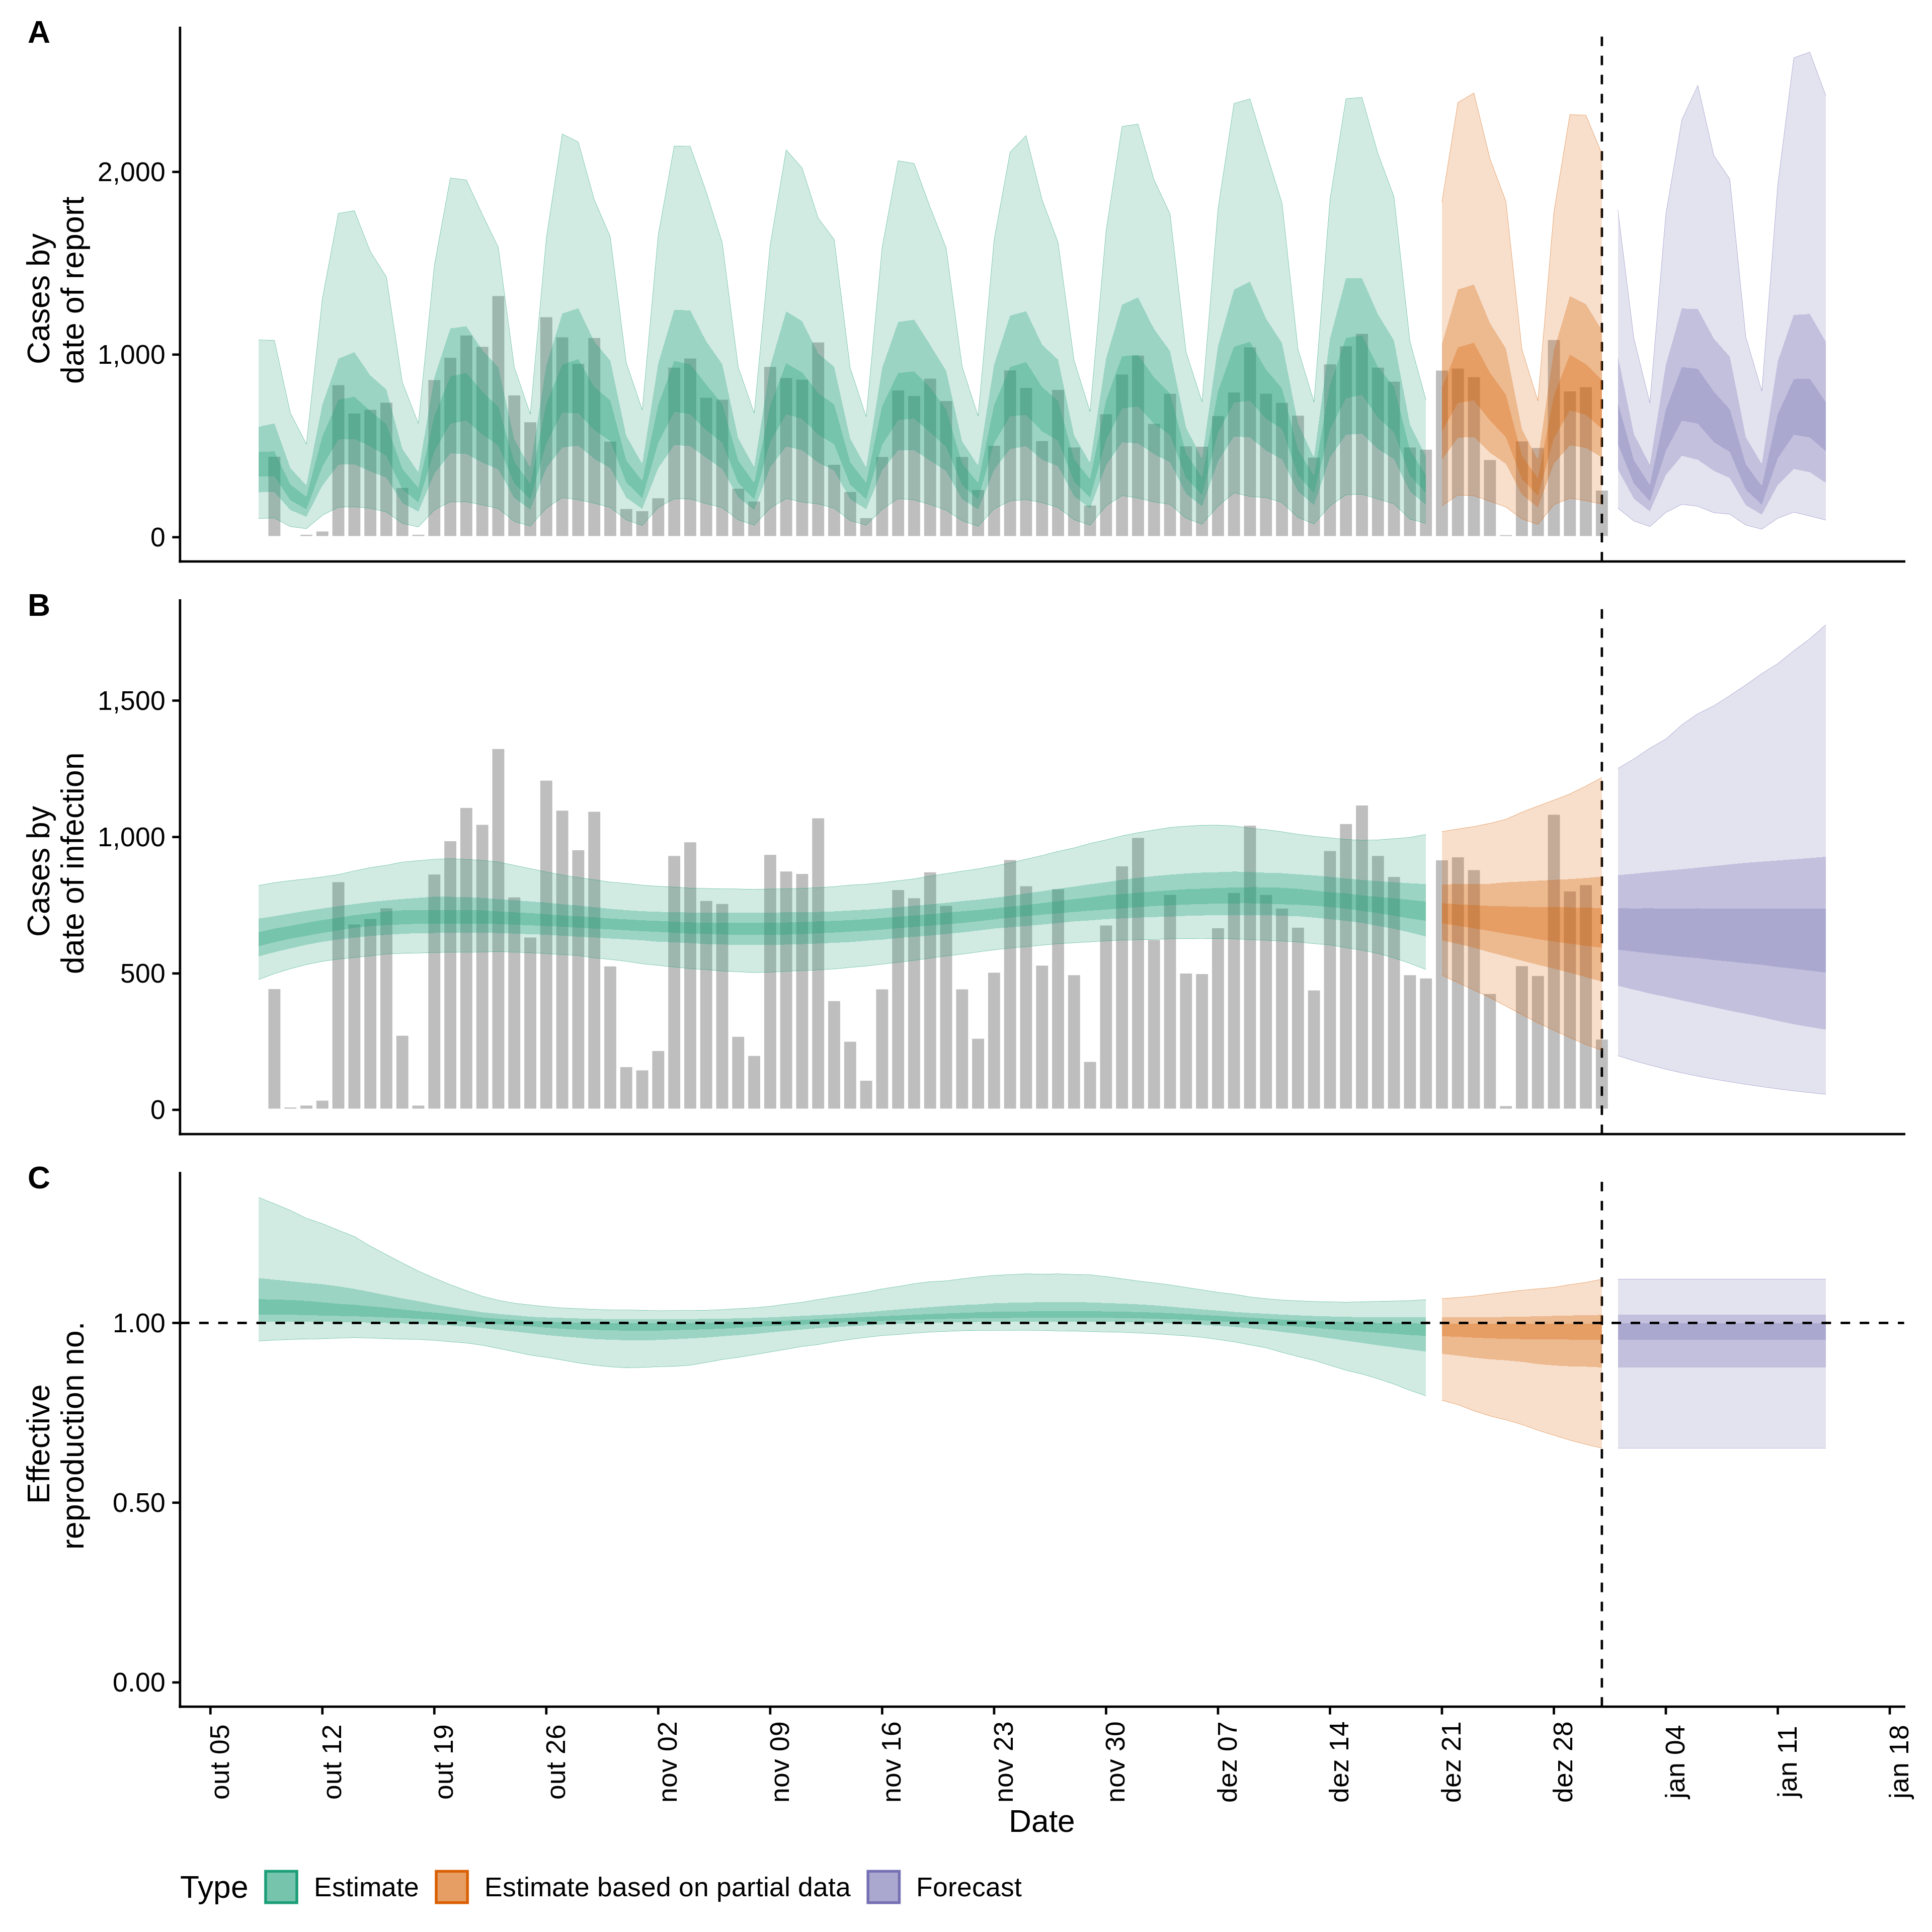 A
Cases by
date of report
2,000
1,000
0
B
Cases by
date of infection
1,500
1,000
500
0
C
Effective
reproduction no.
1.00
0.50
0.00
out 05
out 12
out 19
out 26
nov 02
nov 09
nov 16
nov 23
nov 30
dez 07
dez 14
dez 21
dez 28
jan 04
jan 11
jan 18
Date
Type Estimate Estimate based on partial data Forecast